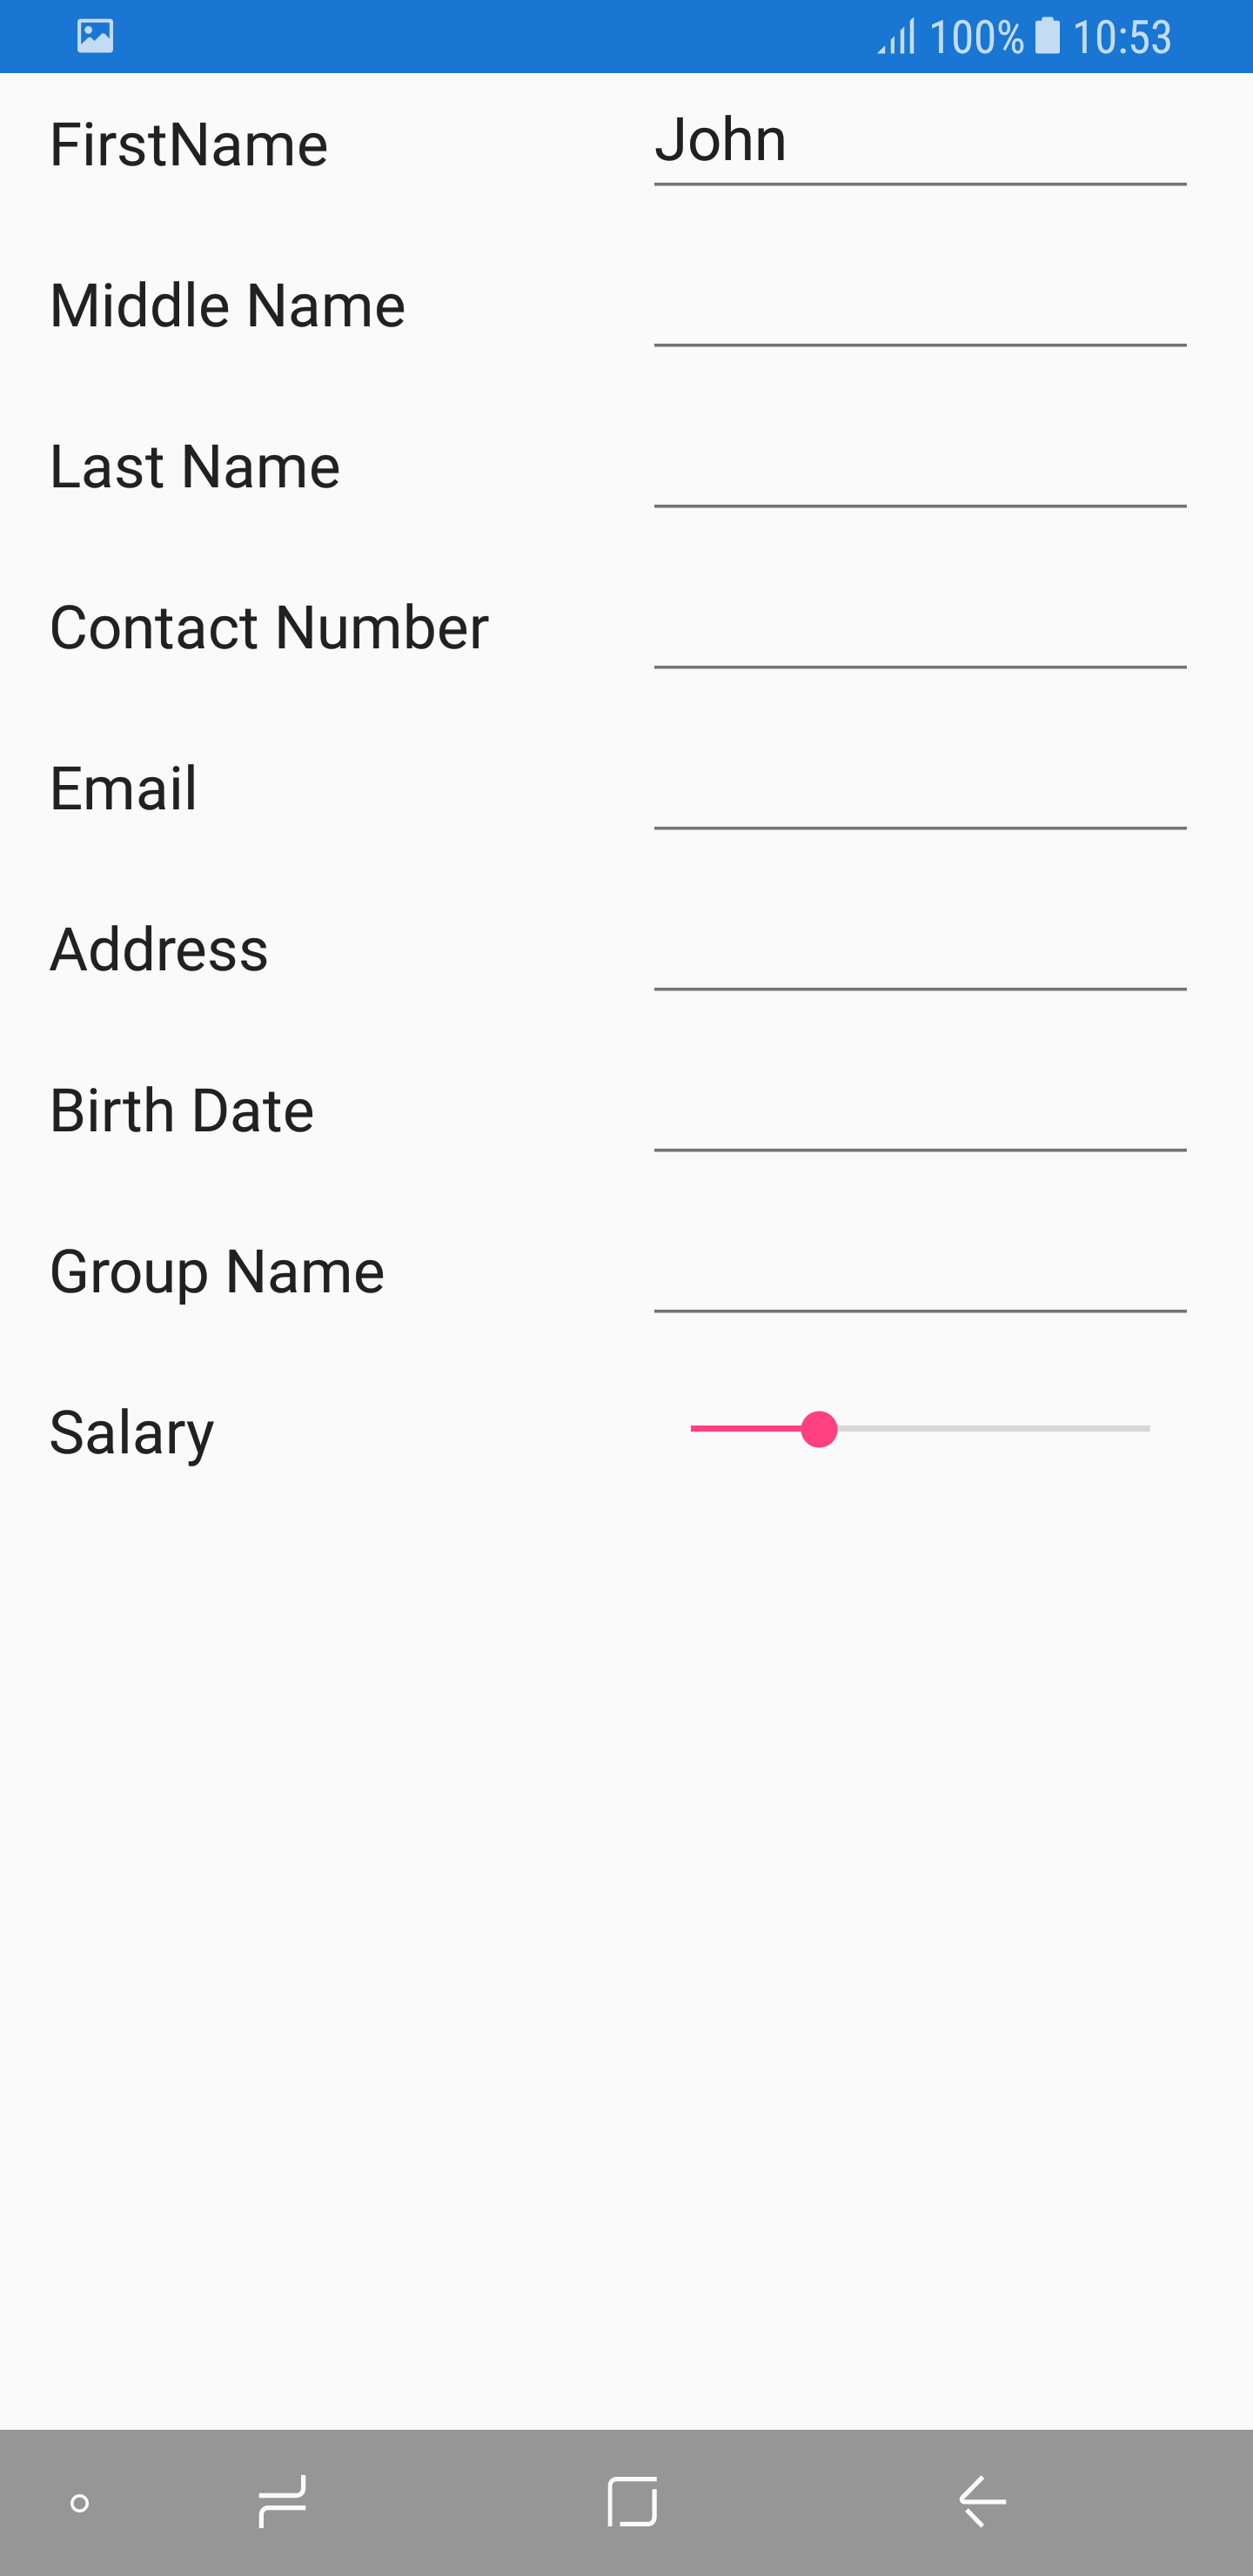 100% 10:53
FirstName John
Middle Name
Last Name
Contact Number
Email
Address
Birth Date
Group Name
Salary